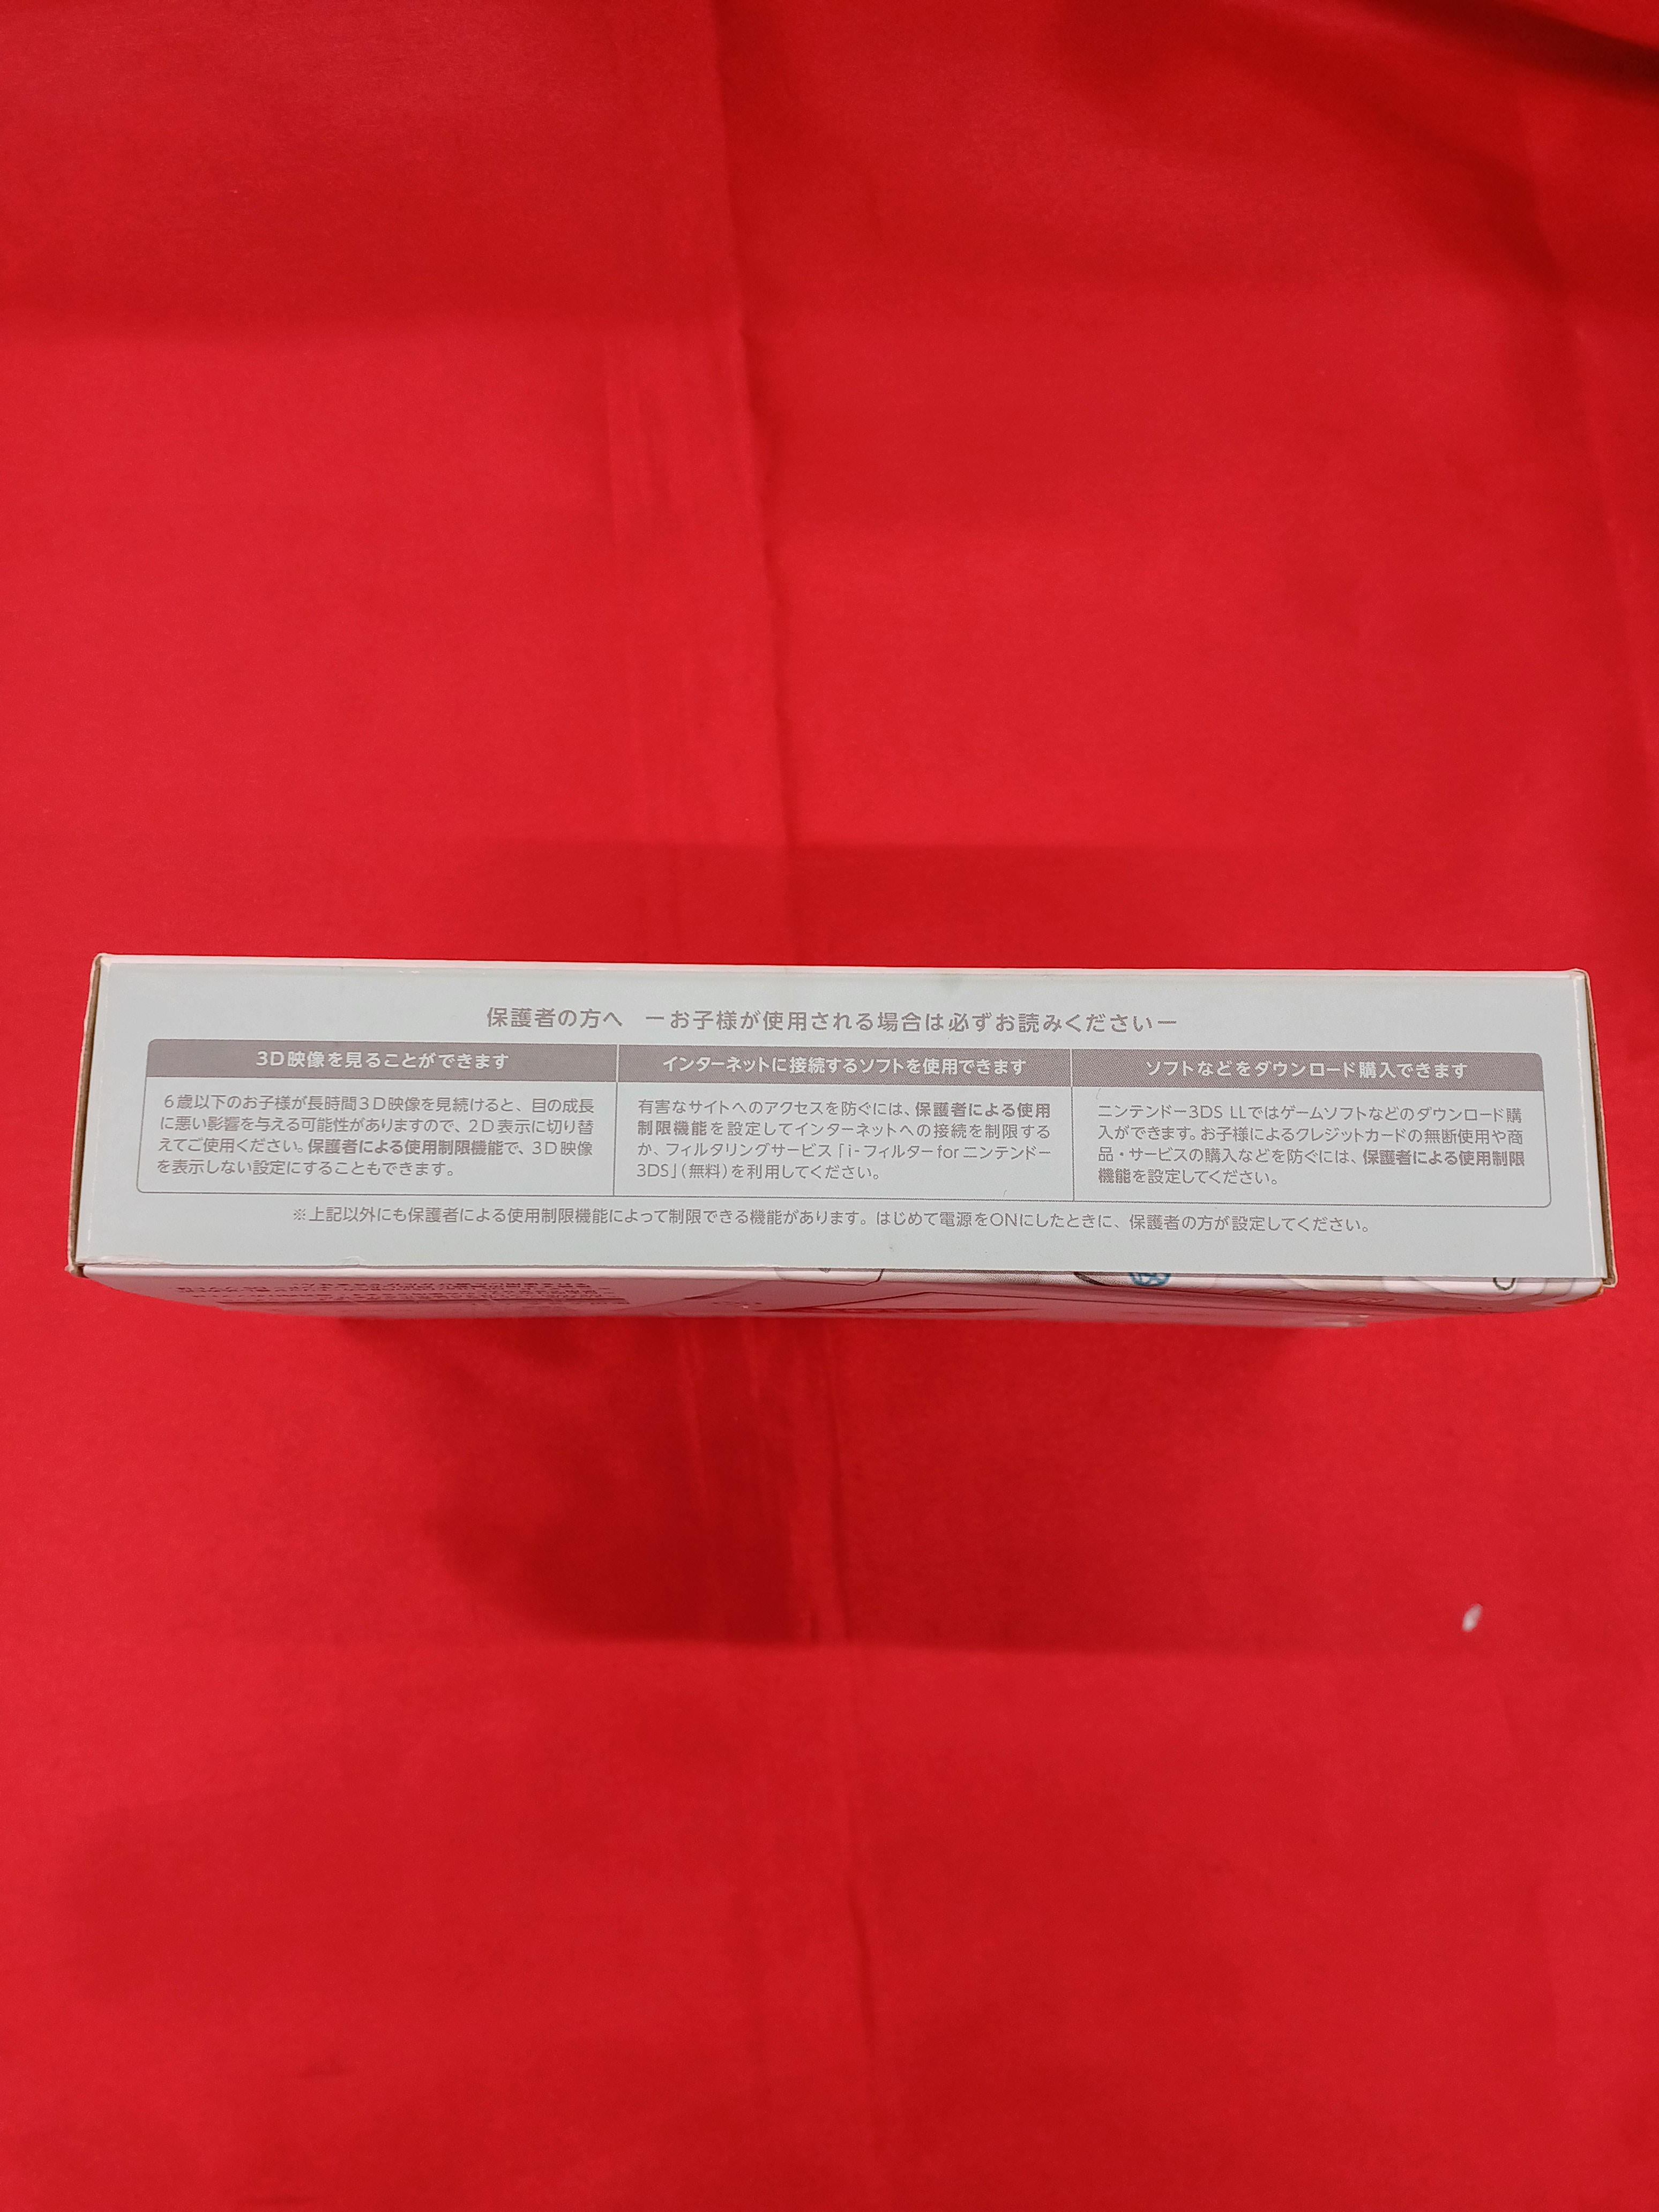 保護者の方へ －お子様が使用される場合は必ずお読みください－
3D映像を見ることができます
6歳以下のお子様が長時間3D映像を見続けると、目の成長
に悪い影響を与える可能性がありますので、2D表示に切り替
えてご使用ください。保護者による使用制限機能で、3D映像
を表示しない設定にすることもできます。
インターネットに接続するソフトを使用できます
有害なサイトへのアクセスを防ぐには、保護者による使用
制限機能を設定してインターネットへの接続を制限する
か、フィルタリングサービス「i-フィルター for ニンテンドー
3DS」（無料）を利用してください。
ソフトなどをダウンロード購入できます
ニンテンドー3DS LLではゲームソフトなどのダウンロード購
入ができます。お子様によるクレジットカードの無断使用や商
品・サービスの購入などを防ぐには、保護者による使用制限
機能を設定してください。
※上記以外にも保護者による使用制限機能によって制限できる機能があります。はじめて電源をONにしたときに、保護者の方が設定してください。